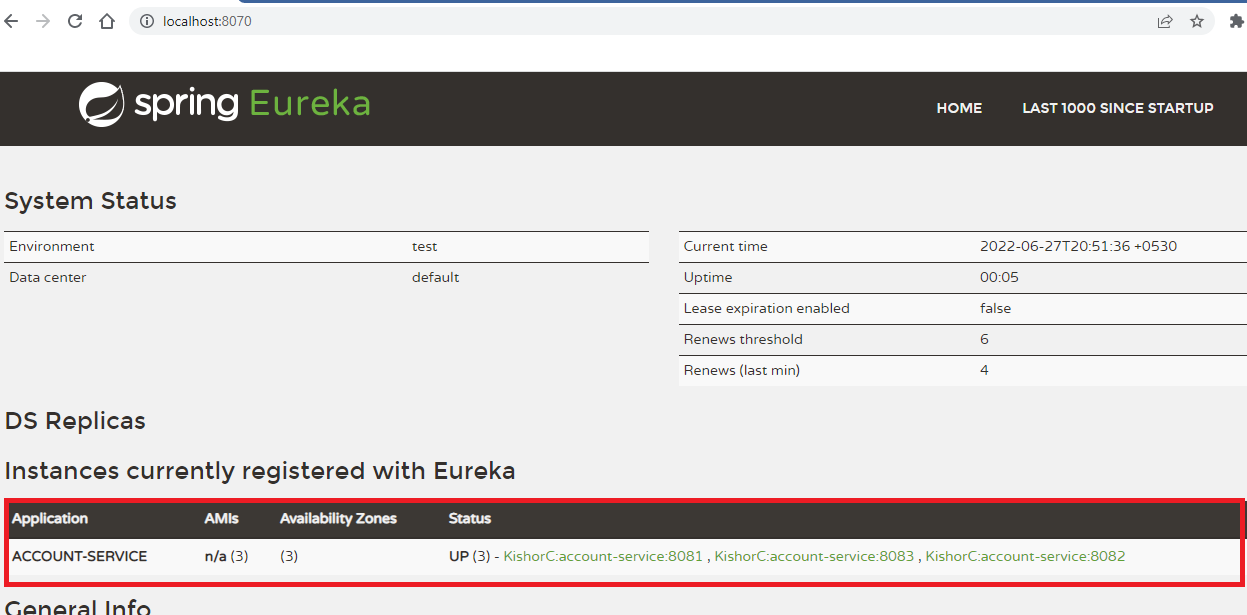 localhost:8070
spring Eureka
HOME LAST 1000 SINCE STARTUP
System Status
Environment test
Data center default
Current time 2022-06-27T20:51:36 +0530
Uptime 00:05
Lease expiration enabled false
Renews threshold 6
Renews (last min) 4
DS Replicas
Instances currently registered with Eureka
Application AMIs Availability Zones Status
ACCOUNT-SERVICE n/a (3) (3) UP (3) - KishorC:account-service:8081 , KishorC:account-service:8083 , KishorC:account-service:8082
General Info